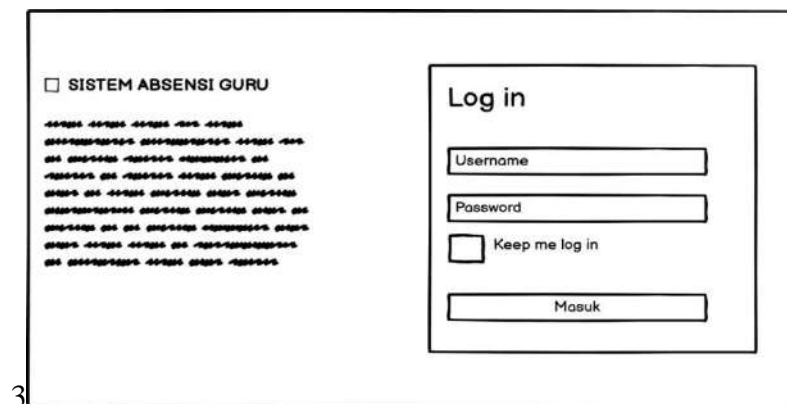 SISTEM ABSENSI GURU
Log in
Username
Password
Keep me log in
Masuk
3